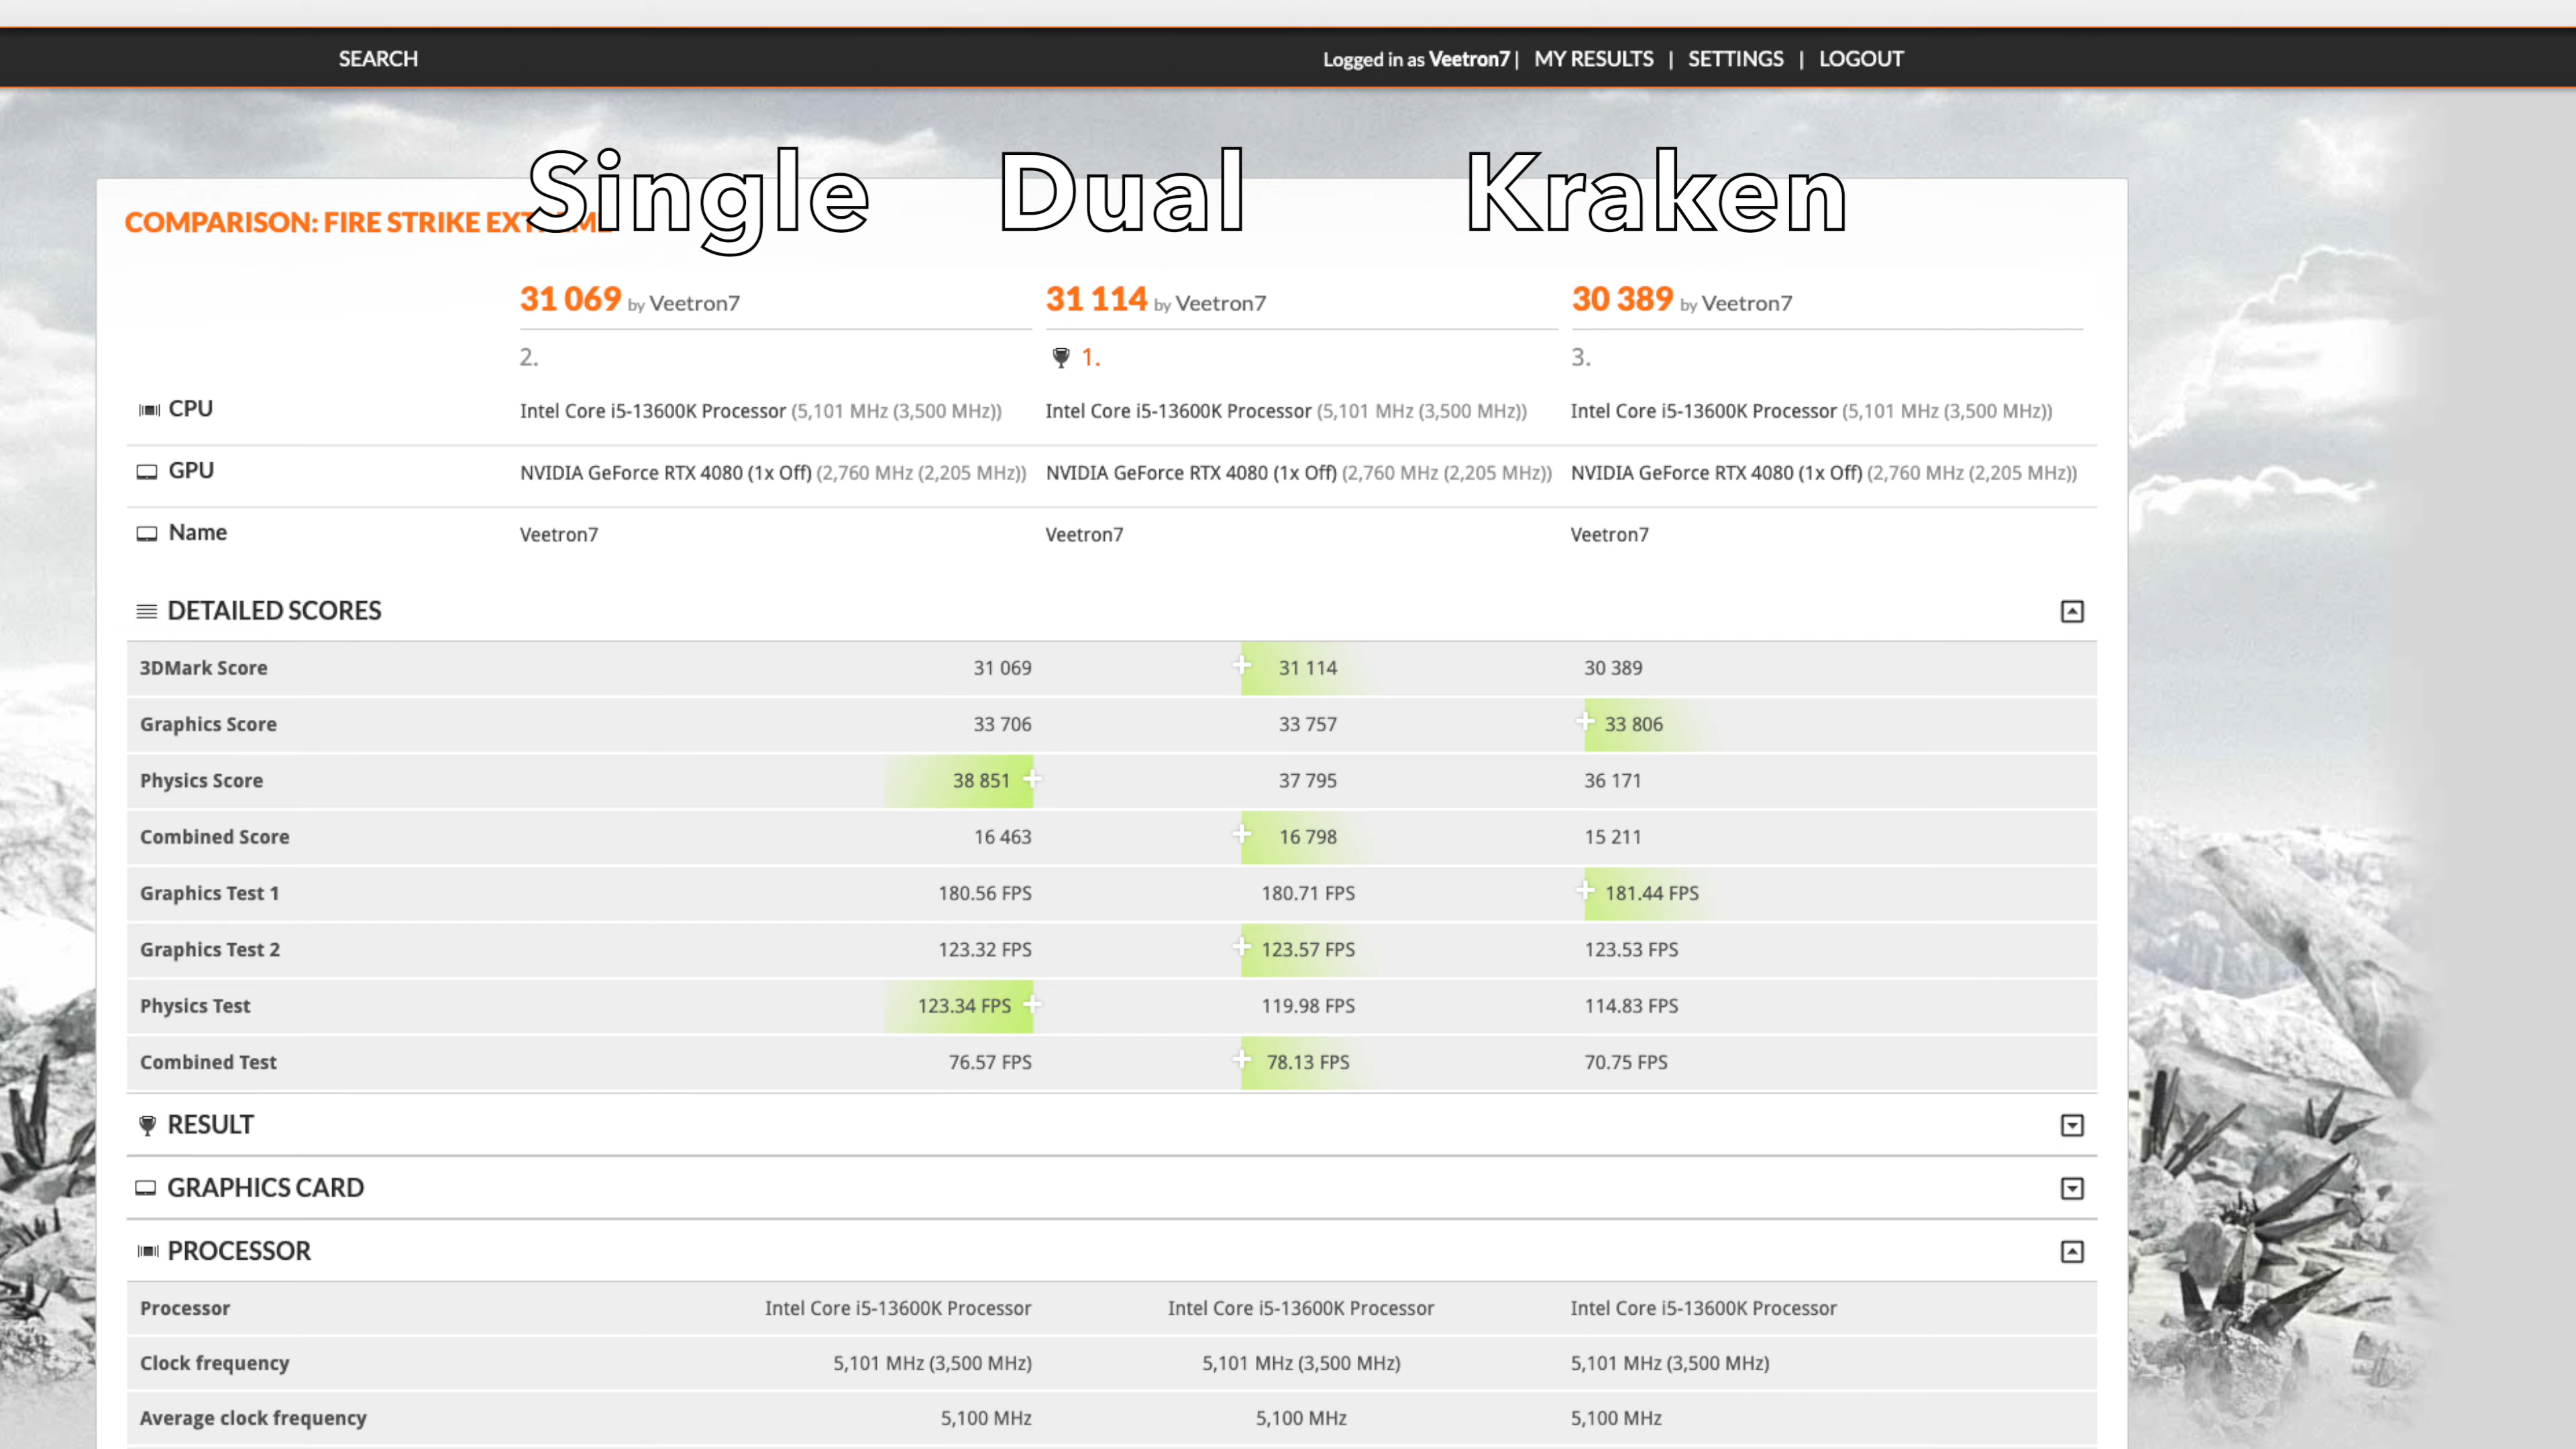 SEARCH Logged in as Veetron7 | MY RESULTS | SETTINGS | LOGOUT
Single Dual Kraken
COMPARISON: FIRE STRIKE
31 069 by Veetron7 31 114 by Veetron7 30 389 by Veetron7
2. 1. 3.
CPU Intel Core i5-13600K Processor (5,101 MHz (3,500 MHz)) Intel Core i5-13600K Processor (5,101 MHz (3,500 MHz)) Intel Core i5-13600K Processor (5,101 MHz (3,500 MHz))
GPU NVIDIA GeForce RTX 4080 (1x Off) (2,760 MHz (2,205 MHz)) NVIDIA GeForce RTX 4080 (1x Off) (2,760 MHz (2,205 MHz)) NVIDIA GeForce RTX 4080 (1x Off) (2,760 MHz (2,205 MHz))
Name Veetron7 Veetron7 Veetron7
DETAILED SCORES
3DMark Score 31 069 31 114 30 389
Graphics Score 33 706 33 757 33 806
Physics Score 38 851 37 795 36 171
Combined Score 16 463 16 798 15 211
Graphics Test 1 180.56 FPS 180.71 FPS 181.44 FPS
Graphics Test 2 123.32 FPS 123.57 FPS 123.53 FPS
Physics Test 123.34 FPS 119.98 FPS 114.83 FPS
Combined Test 76.57 FPS 78.13 FPS 70.75 FPS
RESULT
GRAPHICS CARD
PROCESSOR
Processor Intel Core i5-13600K Processor Intel Core i5-13600K Processor Intel Core i5-13600K Processor
Clock frequency 5,101 MHz (3,500 MHz) 5,101 MHz (3,500 MHz) 5,101 MHz (3,500 MHz)
Average clock frequency 5,100 MHz 5,100 MHz 5,100 MHz